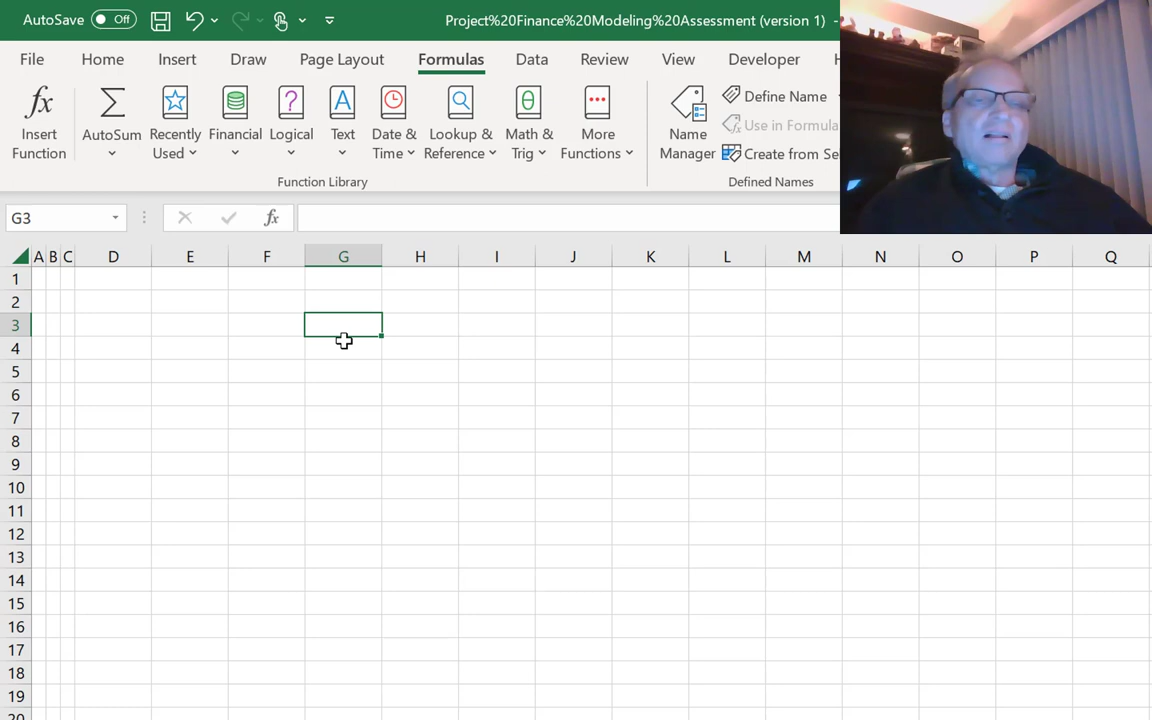 AutoSave Off Project%20Finance%20Modeling%20Assessment (version 1) -
File Home Insert Draw Page Layout Formulas Data Review View Developer
Insert Function
AutoSum
Recently Used
Financial
Logical
Text
Date & Time
Lookup & Reference
Math & Trig
More Functions
Function Library
Name Manager
Define Name
Use in Formula
Create from Se
Defined Names
G3 fx
A B C D E F G H I J K L M N O P Q
1
2
3
4
5
6
7
8
9
10
11
12
13
14
15
16
17
18
19
20